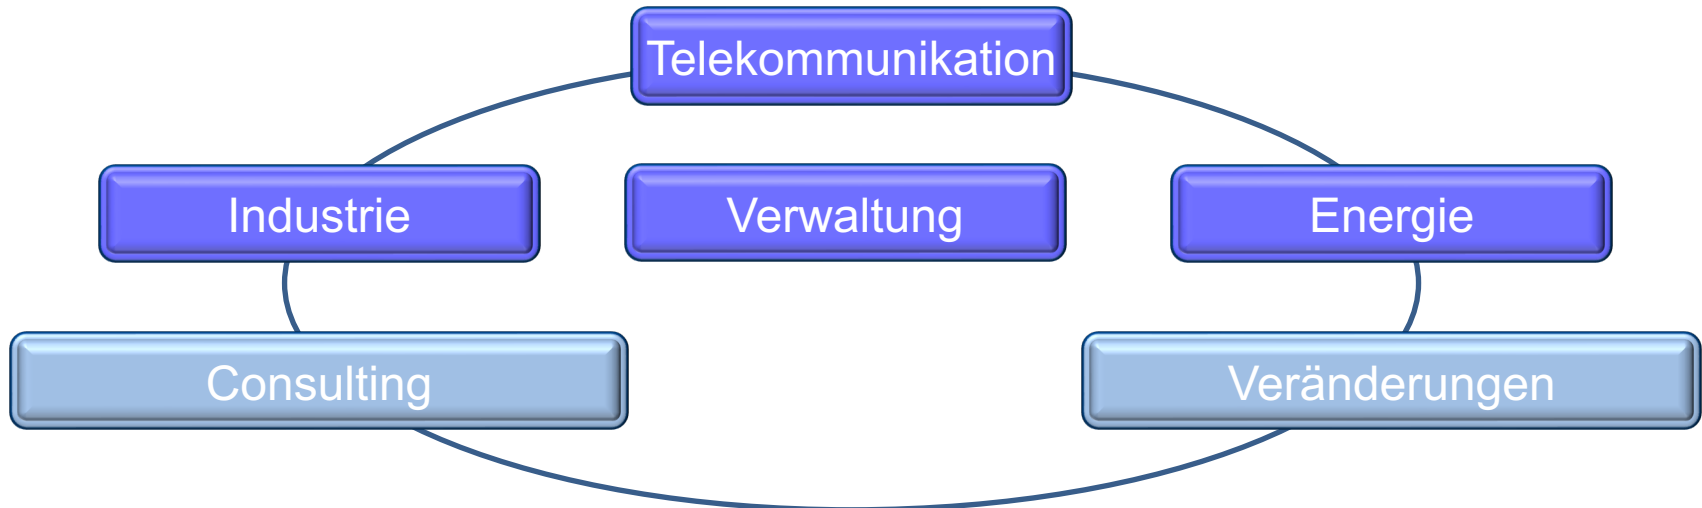 Telekommunikation
Industrie
Verwaltung
Energie
Consulting
Veränderungen